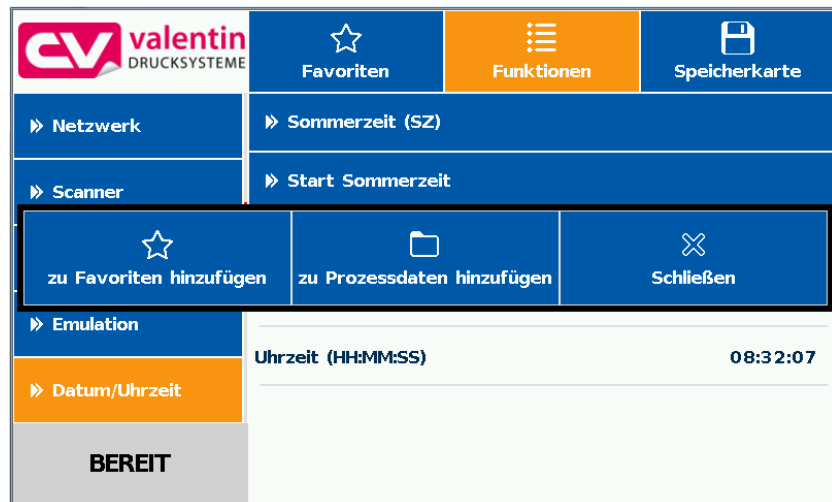 valentin
DRUCKSYSTEME
Favoriten
Funktionen
Speicherkarte
Netzwerk
Sommerzeit (SZ)
Scanner
Start Sommerzeit
zu Favoriten hinzufügen
zu Prozessdaten hinzufügen
Schließen
Emulation
Uhrzeit (HH:MM:SS) 08:32:07
Datum/Uhrzeit
BEREIT